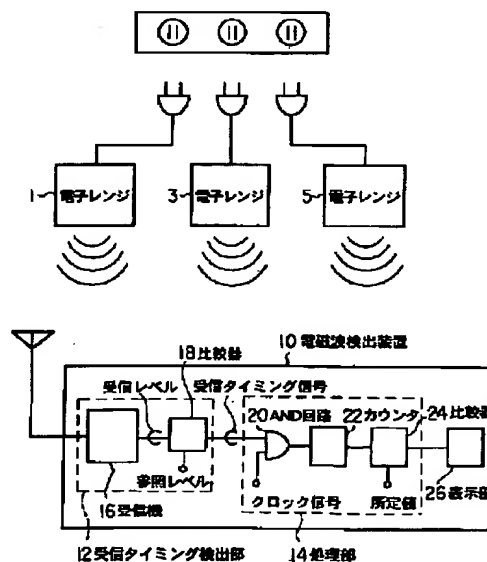 1 電子レンジ
3 電子レンジ
5 電子レンジ
10 電磁波検出装置
18 比較器
受信レベル 受信タイミング信号
20 AND回路 22 カウンタ 24 比較器
参照レベル
クロック信号 所定値
16 受信機 26 表示部
12 受信タイミング検出部 14 処理部